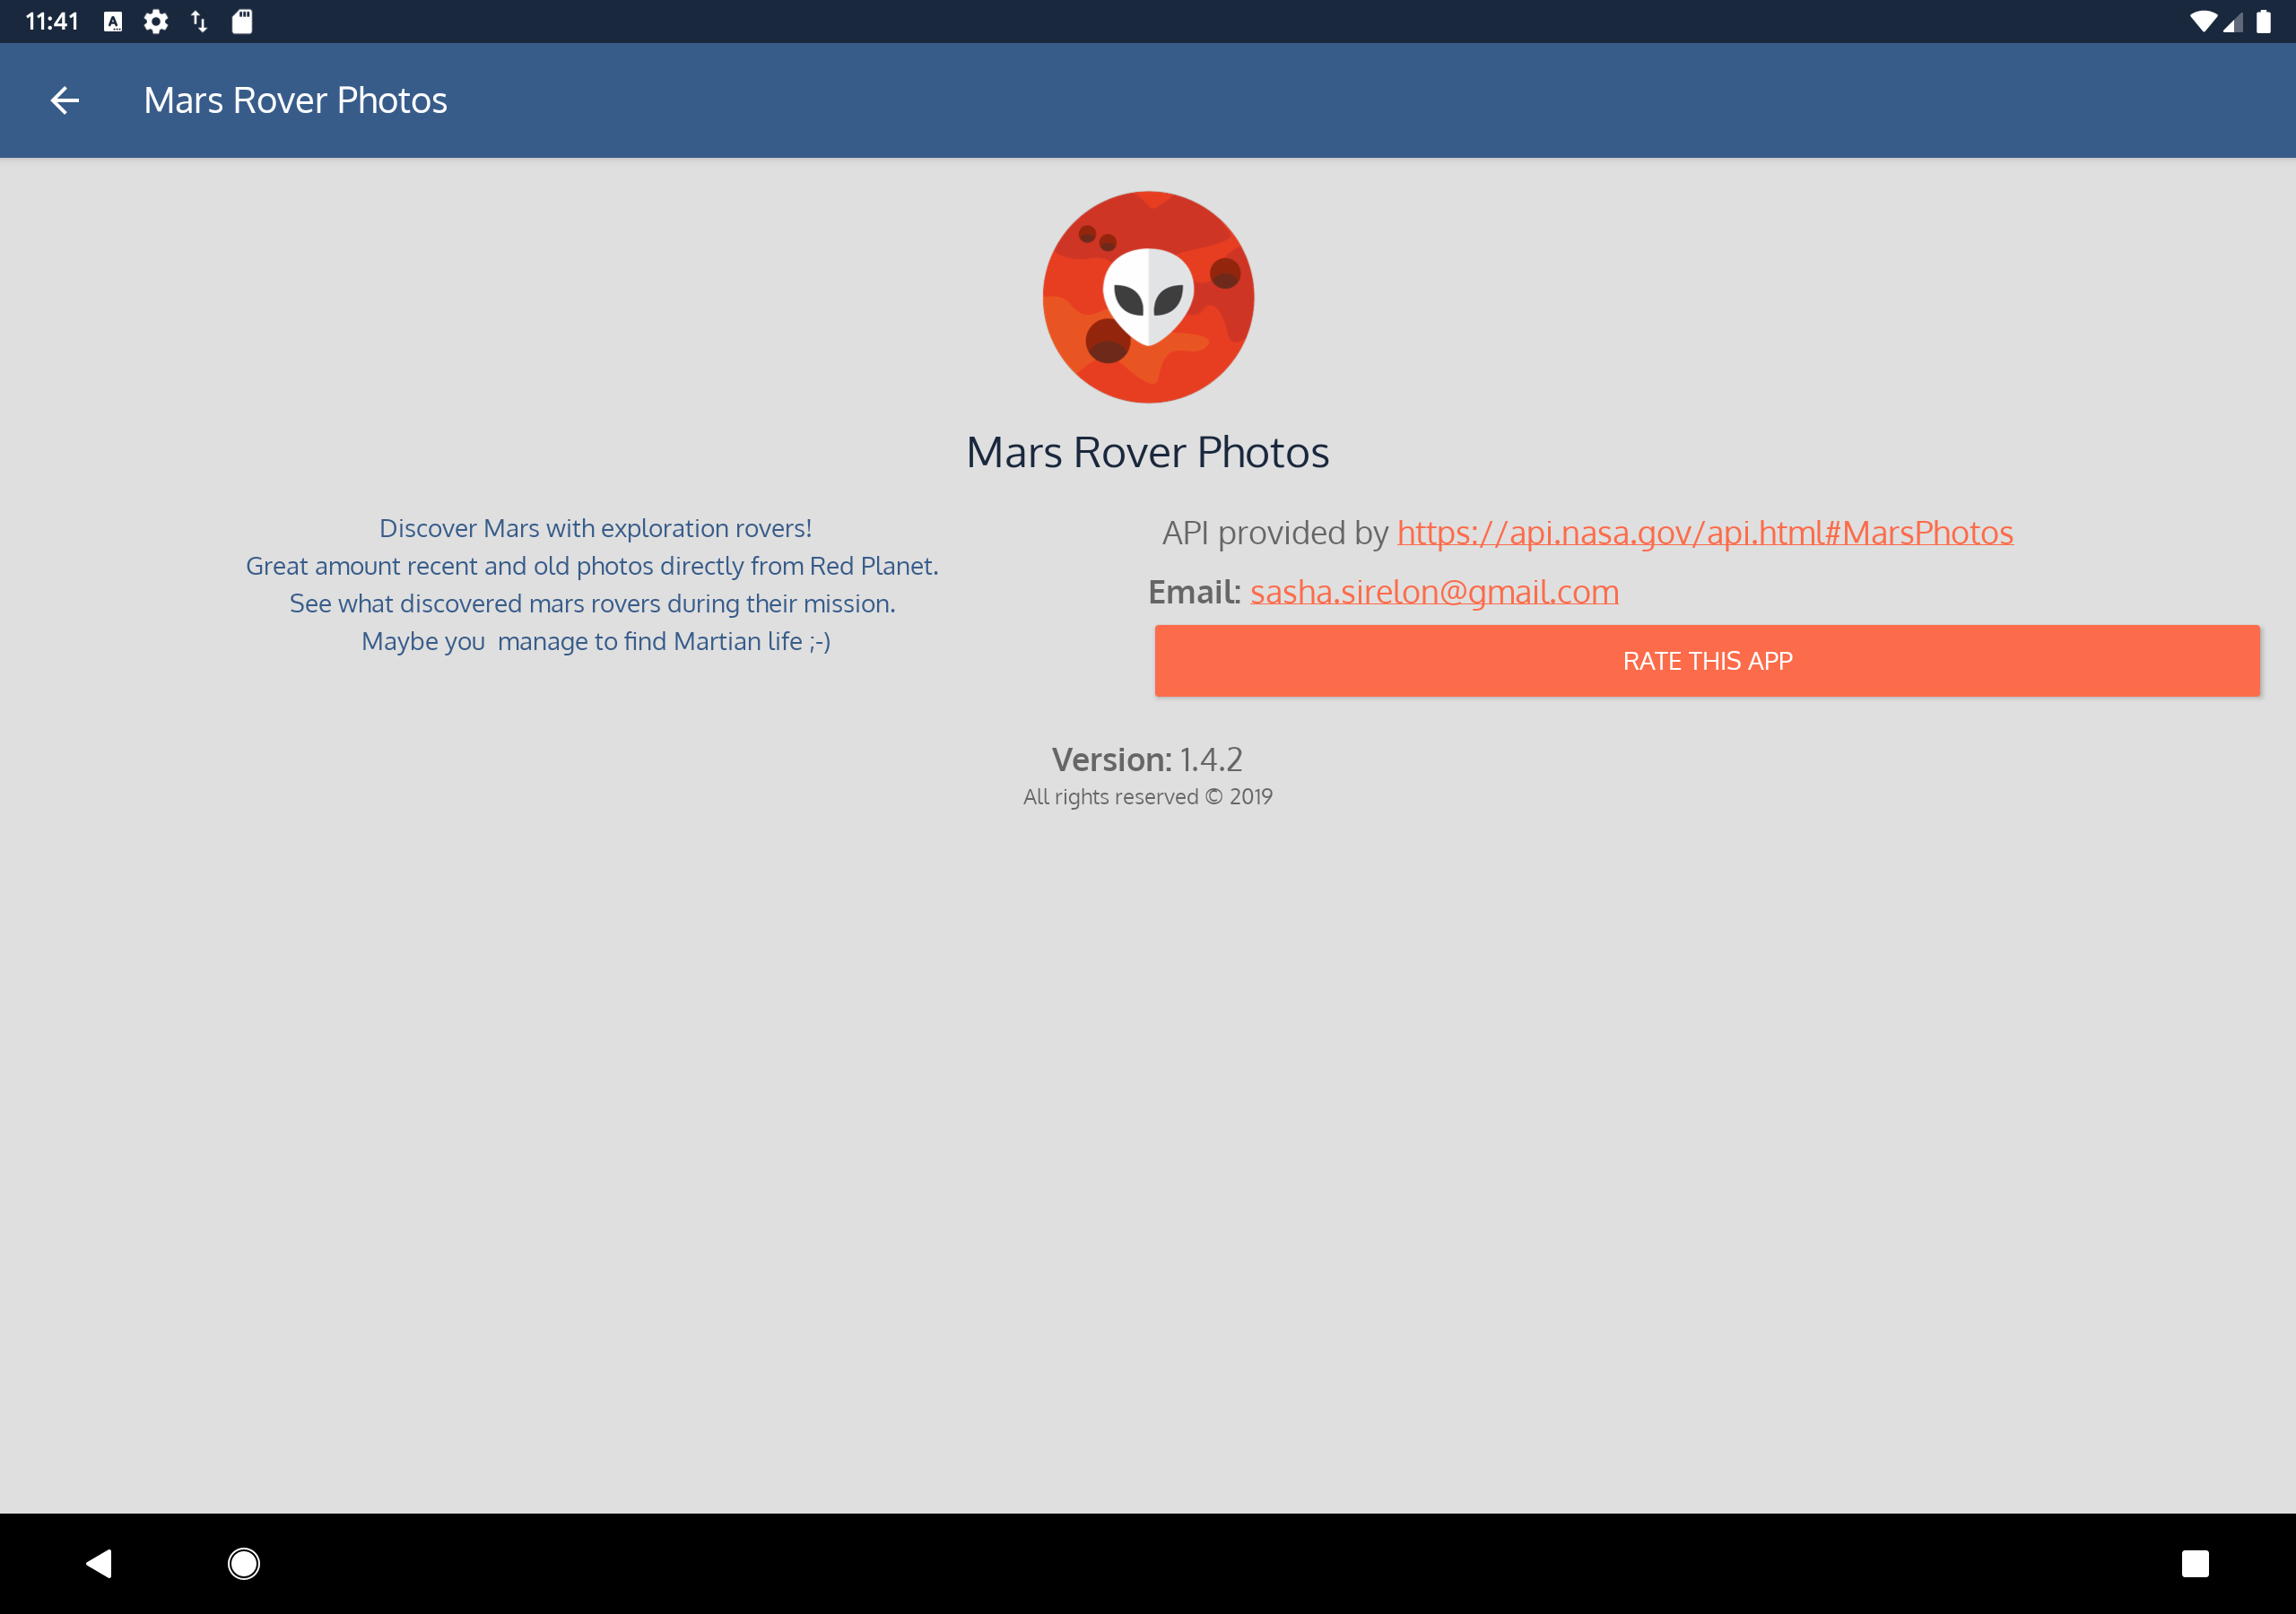 11:41
Mars Rover Photos
Mars Rover Photos
Discover Mars with exploration rovers!
Great amount recent and old photos directly from Red Planet.
See what discovered mars rovers during their mission.
Maybe you  manage to find Martian life ;-)
API provided by https://api.nasa.gov/api.html#MarsPhotos
Email: sasha.sirelon@gmail.com
RATE THIS APP
Version: 1.4.2
All rights reserved © 2019